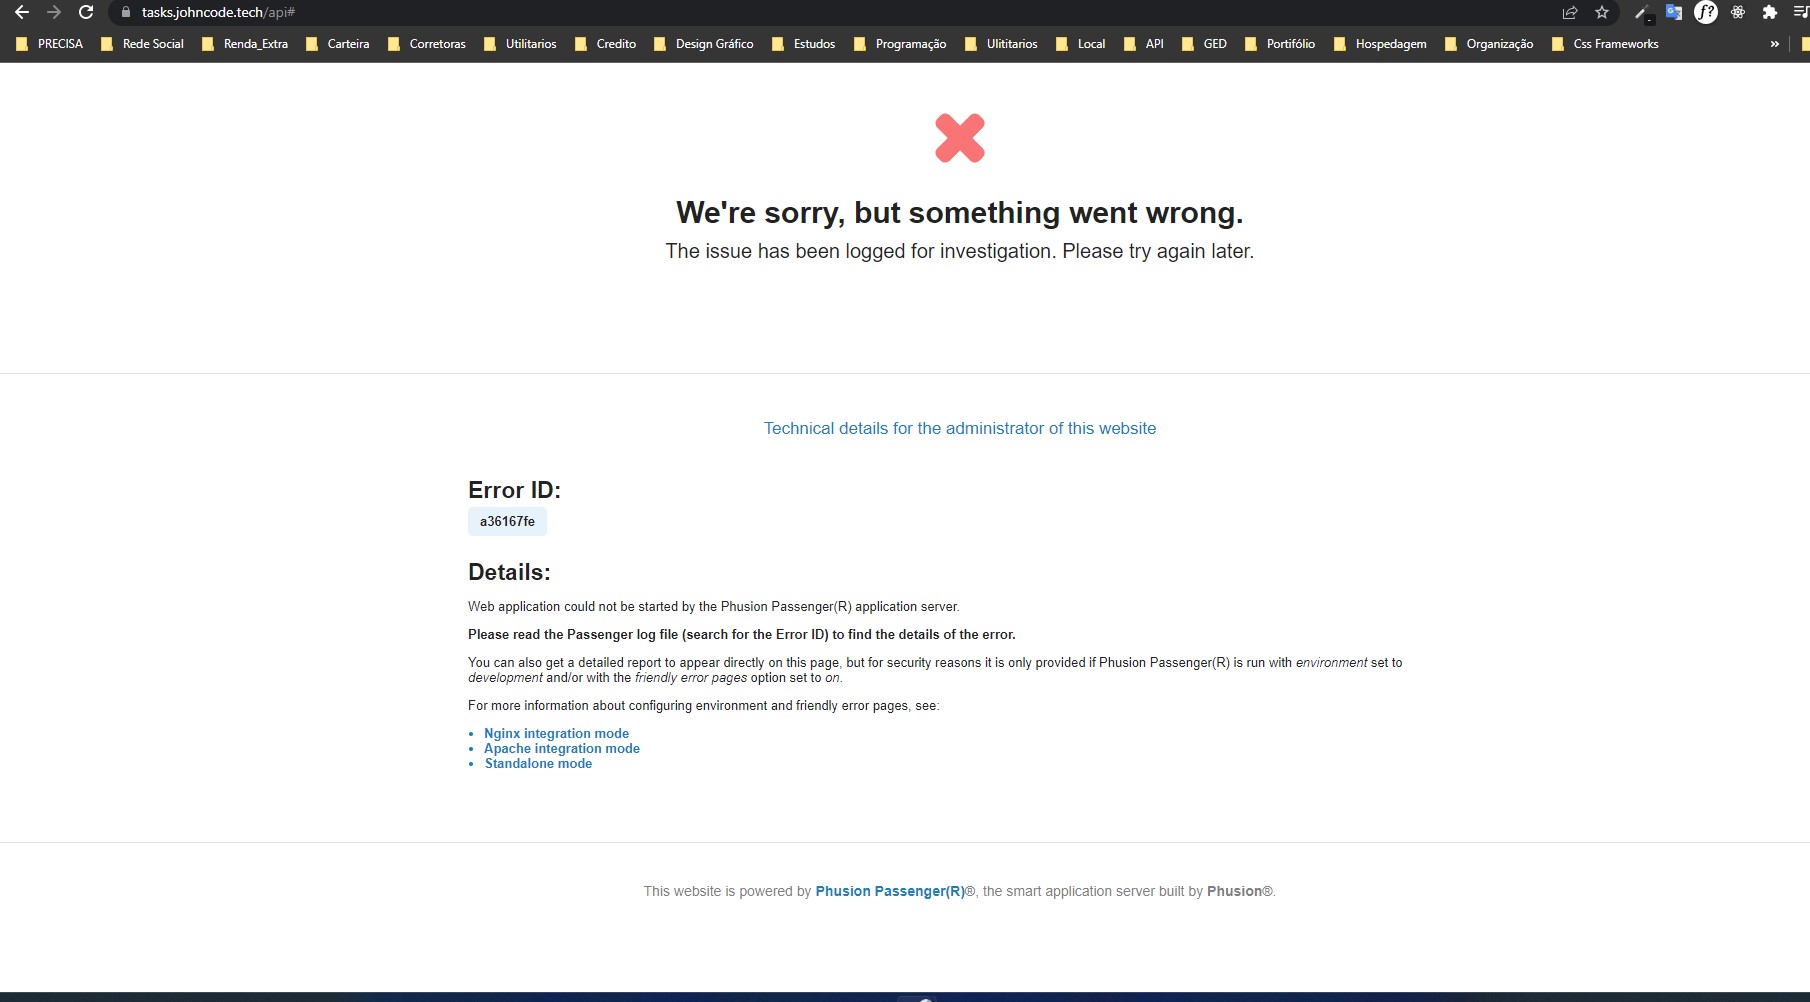 tasks.johncode.tech/api#
PRECISA Rede Social Renda_Extra Carteira Corretoras Utilitarios Credito Design Gráfico Estudos Programação Ulititarios Local API GED Portifólio Hospedagem Organização Css Frameworks »
We're sorry, but something went wrong.
The issue has been logged for investigation. Please try again later.
Technical details for the administrator of this website
Error ID:
a36167fe
Details:
Web application could not be started by the Phusion Passenger(R) application server.
Please read the Passenger log file (search for the Error ID) to find the details of the error.
You can also get a detailed report to appear directly on this page, but for security reasons it is only provided if Phusion Passenger(R) is run with environment set to
development and/or with the friendly error pages option set to on.
For more information about configuring environment and friendly error pages, see:
• Nginx integration mode
• Apache integration mode
• Standalone mode
This website is powered by Phusion Passenger(R)®, the smart application server built by Phusion®.